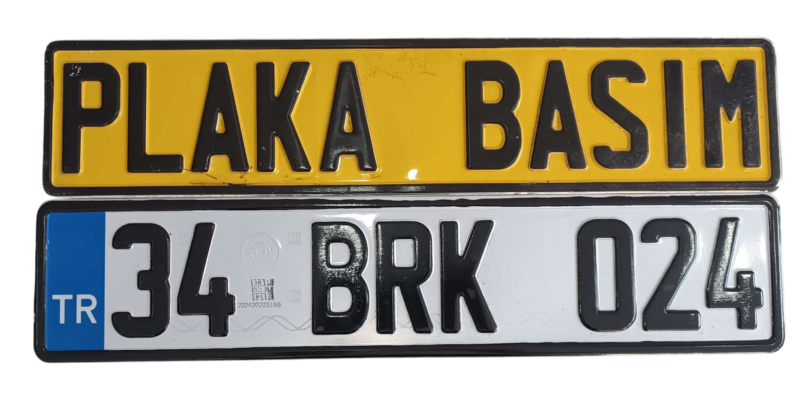 PLAKA BASIM
TR 34 BRK 024